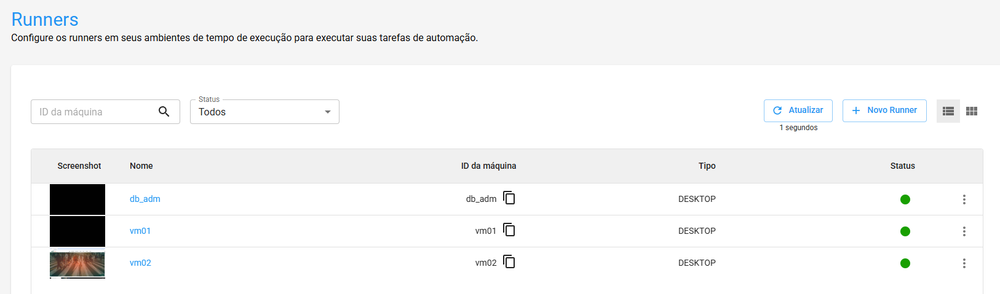 Runners
Configure os runners em seus ambientes de tempo de execução para executar suas tarefas de automação.
ID da máquina
Status
Todos
Atualizar
1 segundos
Novo Runner
Screenshot Nome ID da máquina Tipo Status
db_adm db_adm DESKTOP
vm01 vm01 DESKTOP
vm02 vm02 DESKTOP